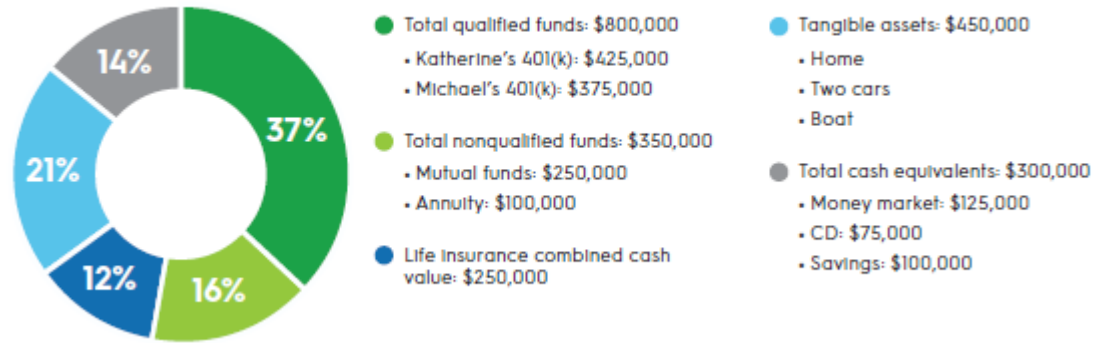 14%
37%
21%
12%
16%
Total qualified funds: $800,000
• Katherine's 401(k): $425,000
• Michael's 401(k): $375,000
Total nonqualified funds: $350,000
• Mutual funds: $250,000
• Annuity: $100,000
Life insurance combined cash
value: $250,000
Tangible assets: $450,000
• Home
• Two cars
• Boat
Total cash equivalents: $300,000
• Money market: $125,000
• CD: $75,000
• Savings: $100,000